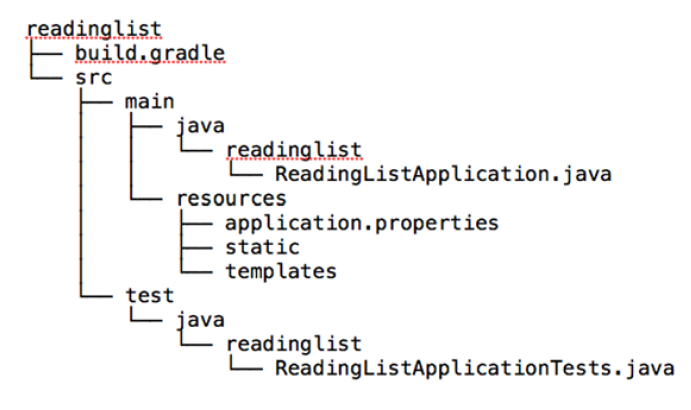 readinglist
├── build.gradle
└── src
    ├── main
    │   ├── java
    │   │   └── readinglist
    │   │       └── ReadingListApplication.java
    │   └── resources
    │       ├── application.properties
    │       ├── static
    │       └── templates
    └── test
        └── java
            └── readinglist
                └── ReadingListApplicationTests.java